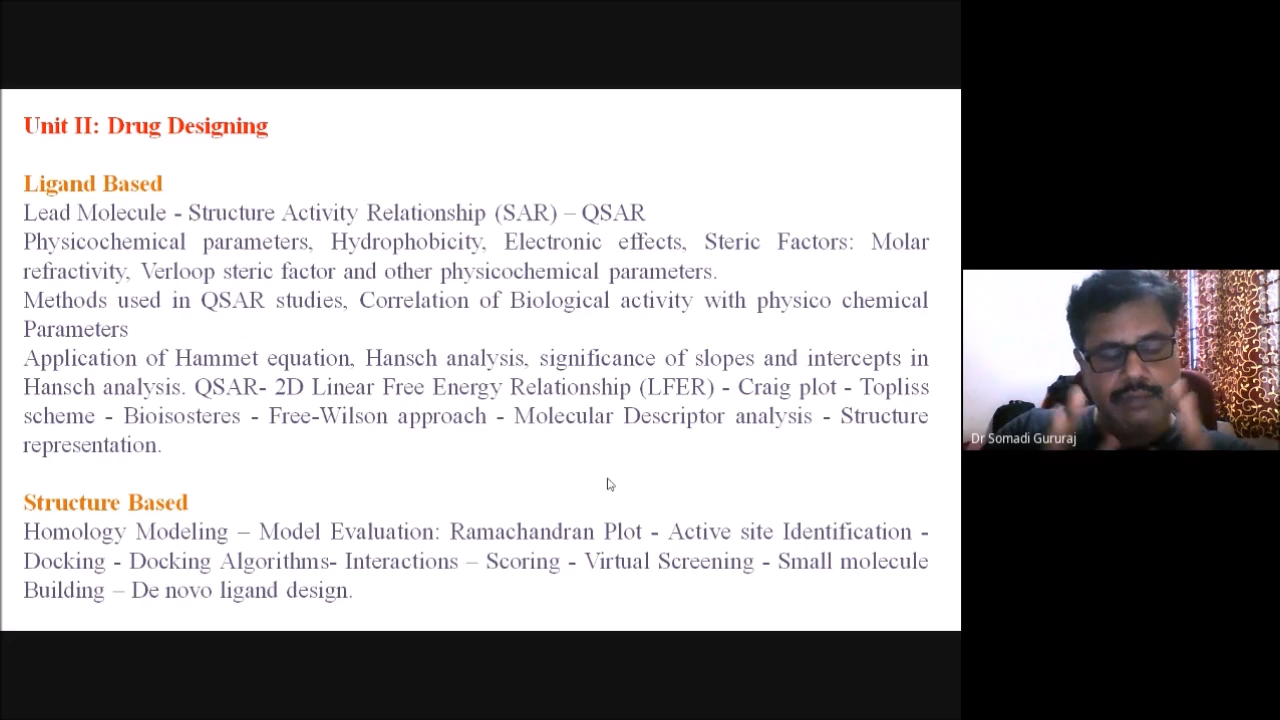 Unit II: Drug Designing
Ligand Based
Lead Molecule - Structure Activity Relationship (SAR) – QSAR
Physicochemical parameters, Hydrophobicity, Electronic effects, Steric Factors: Molar
refractivity, Verloop steric factor and other physicochemical parameters.
Methods used in QSAR studies, Correlation of Biological activity with physico chemical
Parameters
Application of Hammet equation, Hansch analysis, significance of slopes and intercepts in
Hansch analysis. QSAR- 2D Linear Free Energy Relationship (LFER) - Craig plot - Topliss
scheme - Bioisosteres - Free-Wilson approach - Molecular Descriptor analysis - Structure
representation.
Structure Based
Homology Modeling – Model Evaluation: Ramachandran Plot - Active site Identification -
Docking - Docking Algorithms- Interactions – Scoring - Virtual Screening - Small molecule
Building – De novo ligand design.
Dr Somadi Gururaj